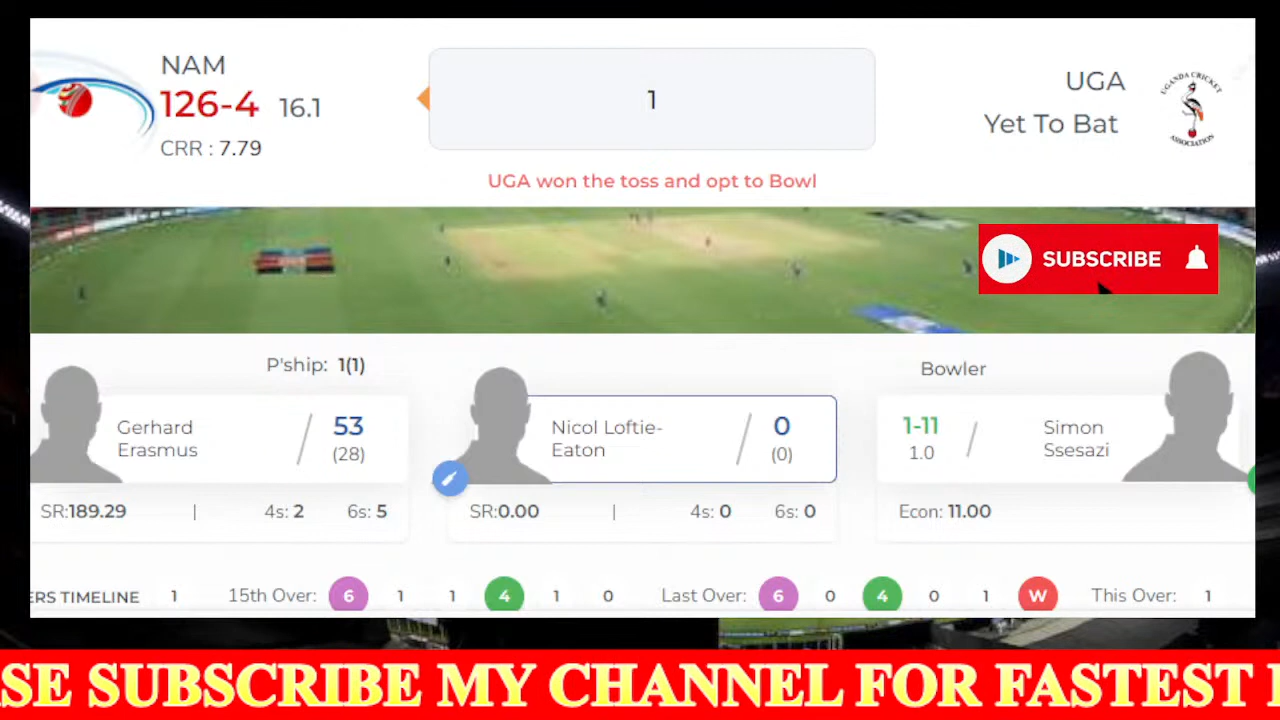 NAM
126-4 16.1
CRR : 7.79
1
UGA
Yet To Bat
UGANDA CRICKET
ASSOCIATION
UGA won the toss and opt to Bowl
SUBSCRIBE
P'ship: 1(1)
Bowler
Gerhard
Erasmus
53
(28)
Nicol Loftie-
Eaton
0
(0)
1-11
1.0
Simon
Ssesazi
SR:189.29 | 4s: 2 6s: 5
SR:0.00 | 4s: 0 6s: 0
Econ: 11.00
ERS TIMELINE 1 15th Over: 6 1 1 4 1 0 Last Over: 6 0 4 0 1 W This Over: 1
SE SUBSCRIBE MY CHANNEL FOR FASTEST